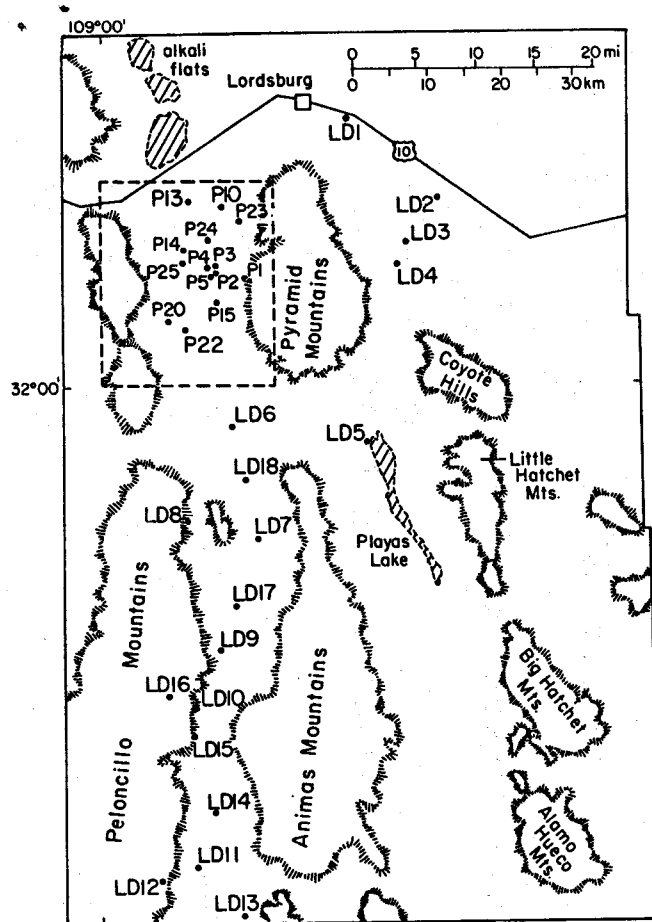 109°00'
alkali
flats
Lordsburg
0 5 10 15 20 mi
0 10 20 30 km
LD1
10
P13
P10
P23
LD2
P24
LD3
P14
P4
P3
LD4
P25
P5
P2
P1
P20
P15
P22
Pyramid
Mountains
32°00'
Coyote
Hills
LD6
LD5
LD18
Little
Hatchet
Mts.
LD8
LD7
Playas
Lake
LD17
LD9
LD16
LD10
LD15
Peloncillo Mountains
Animas Mountains
Big Hatchet
Mts.
LD14
LD11
LD12
LD13
Alamo
Hueco
Mts.